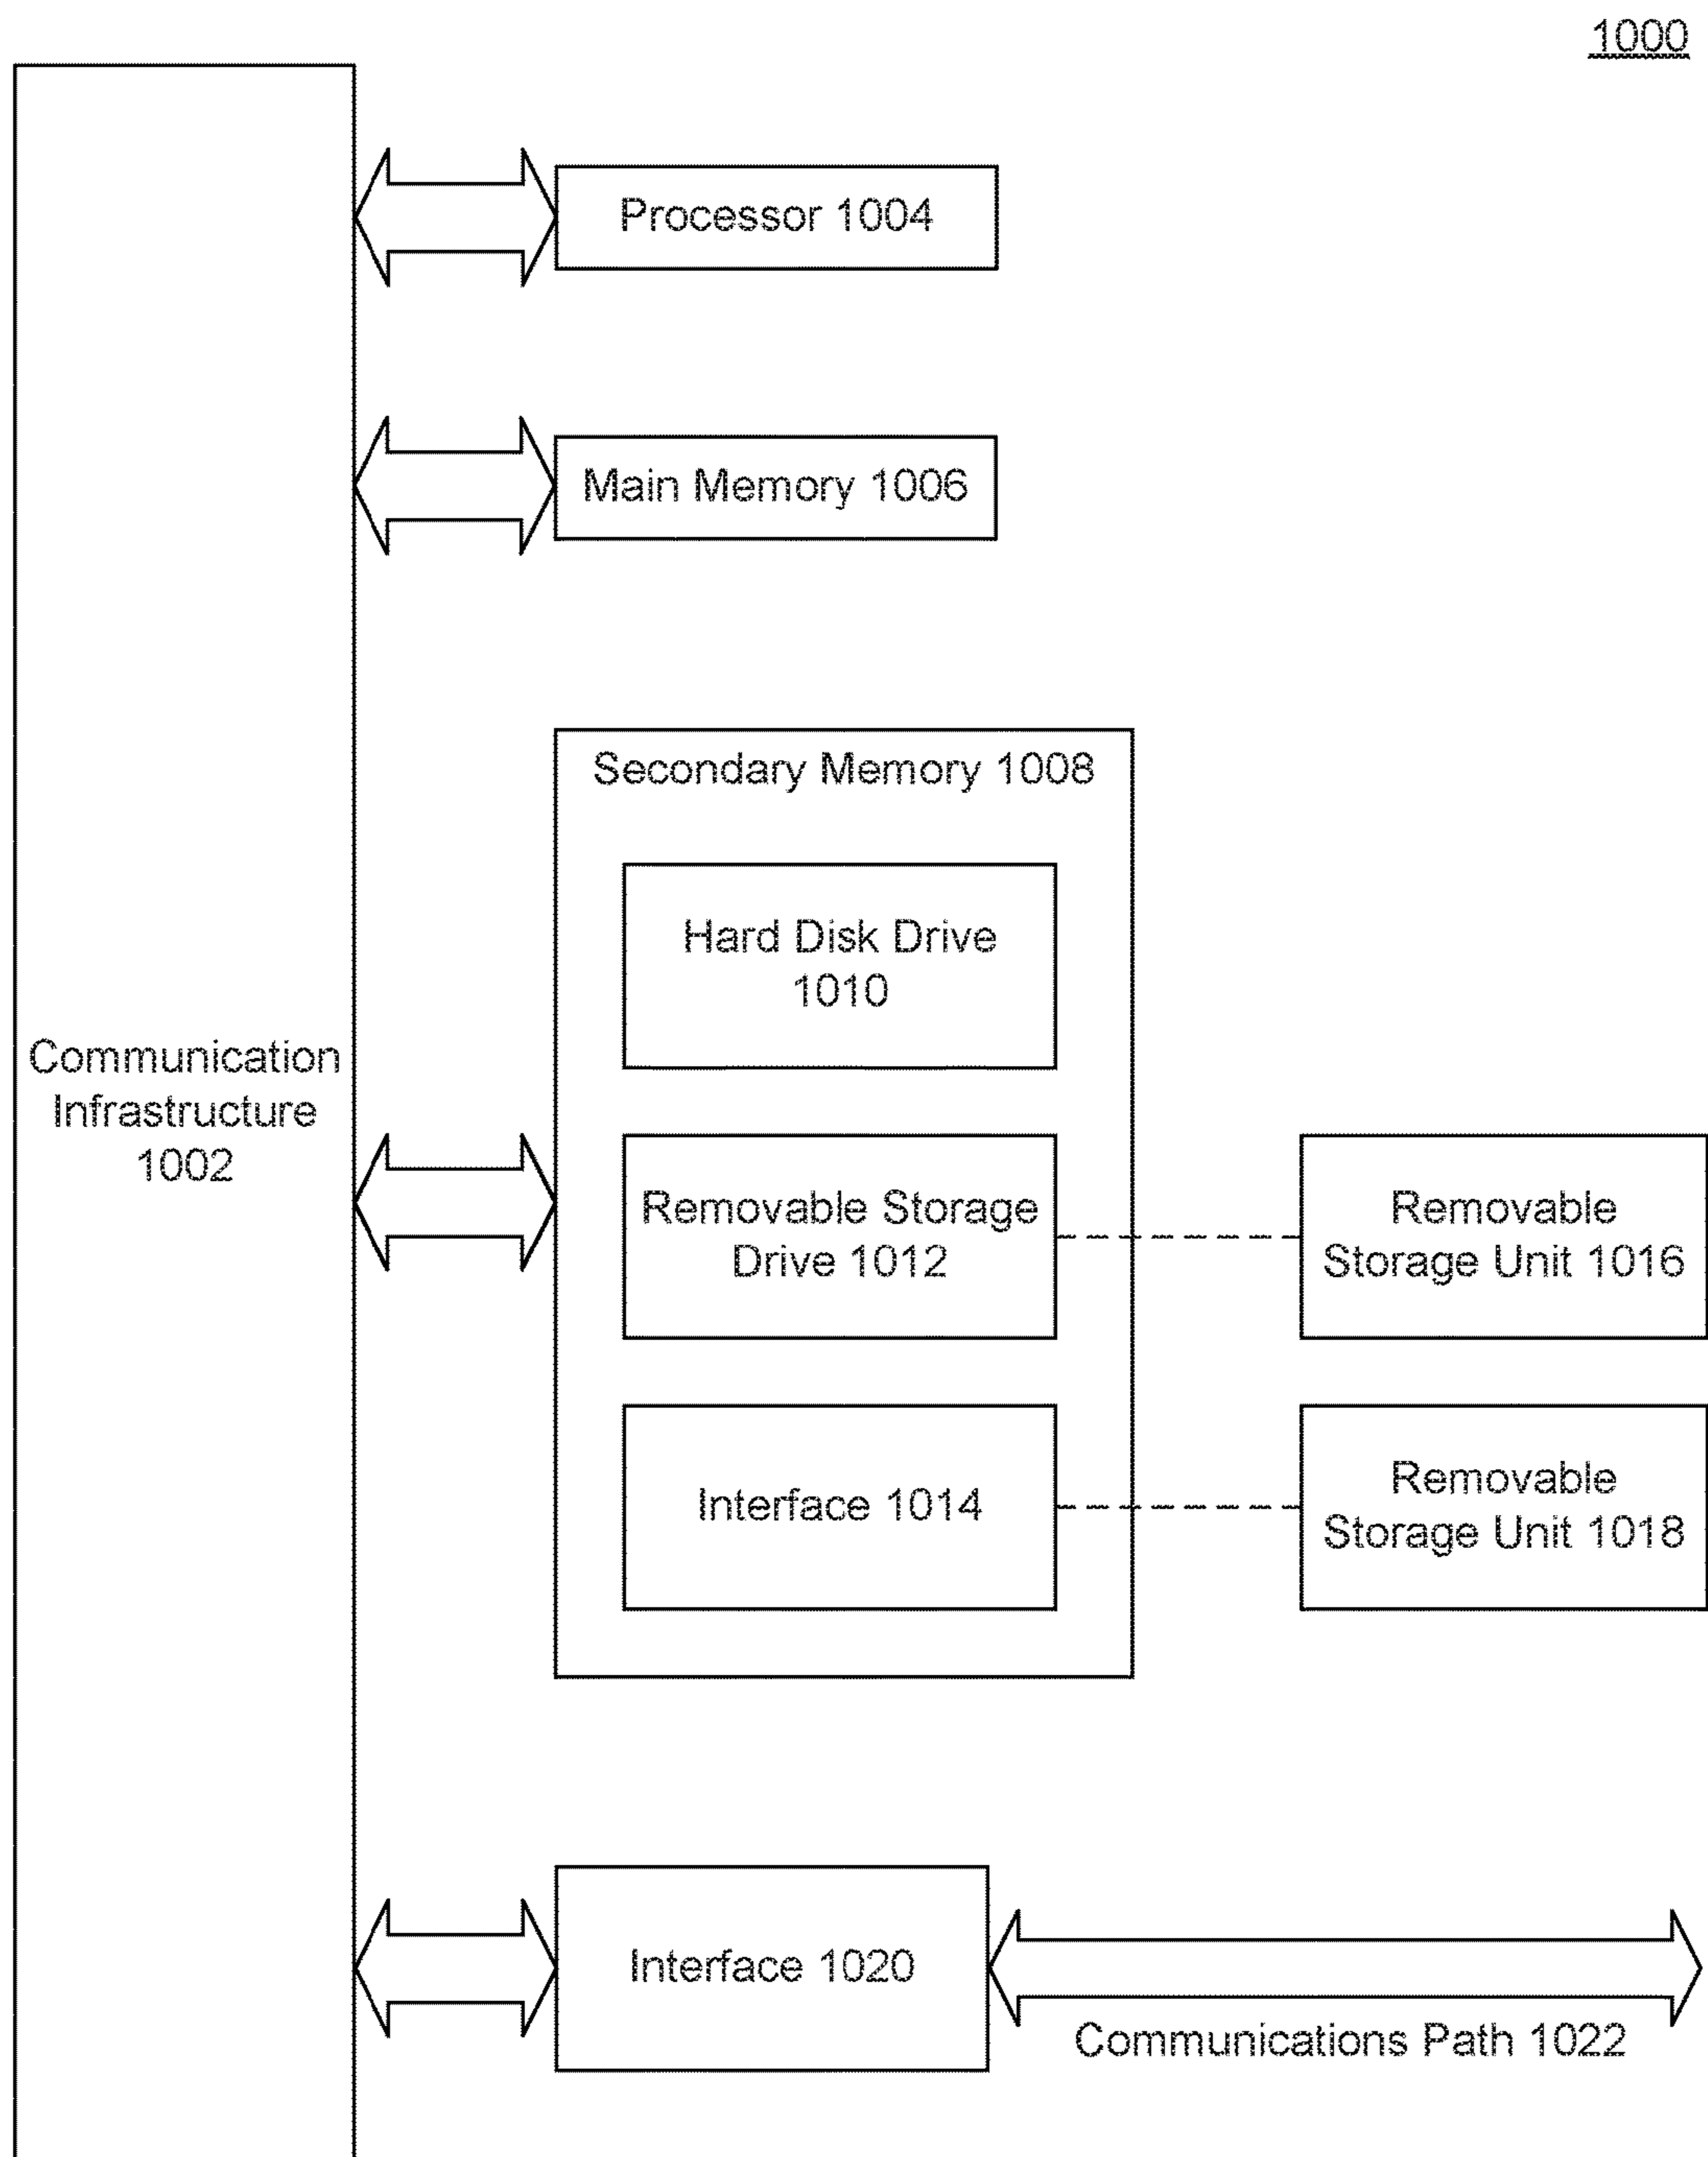 1000
Processor 1004
Main Memory 1006
Secondary Memory 1008
Hard Disk Drive
1010
Communication
Infrastructure
1002
Removable Storage
Drive 1012
Removable
Storage Unit 1016
Interface 1014
Removable
Storage Unit 1018
Interface 1020
Communications Path 1022